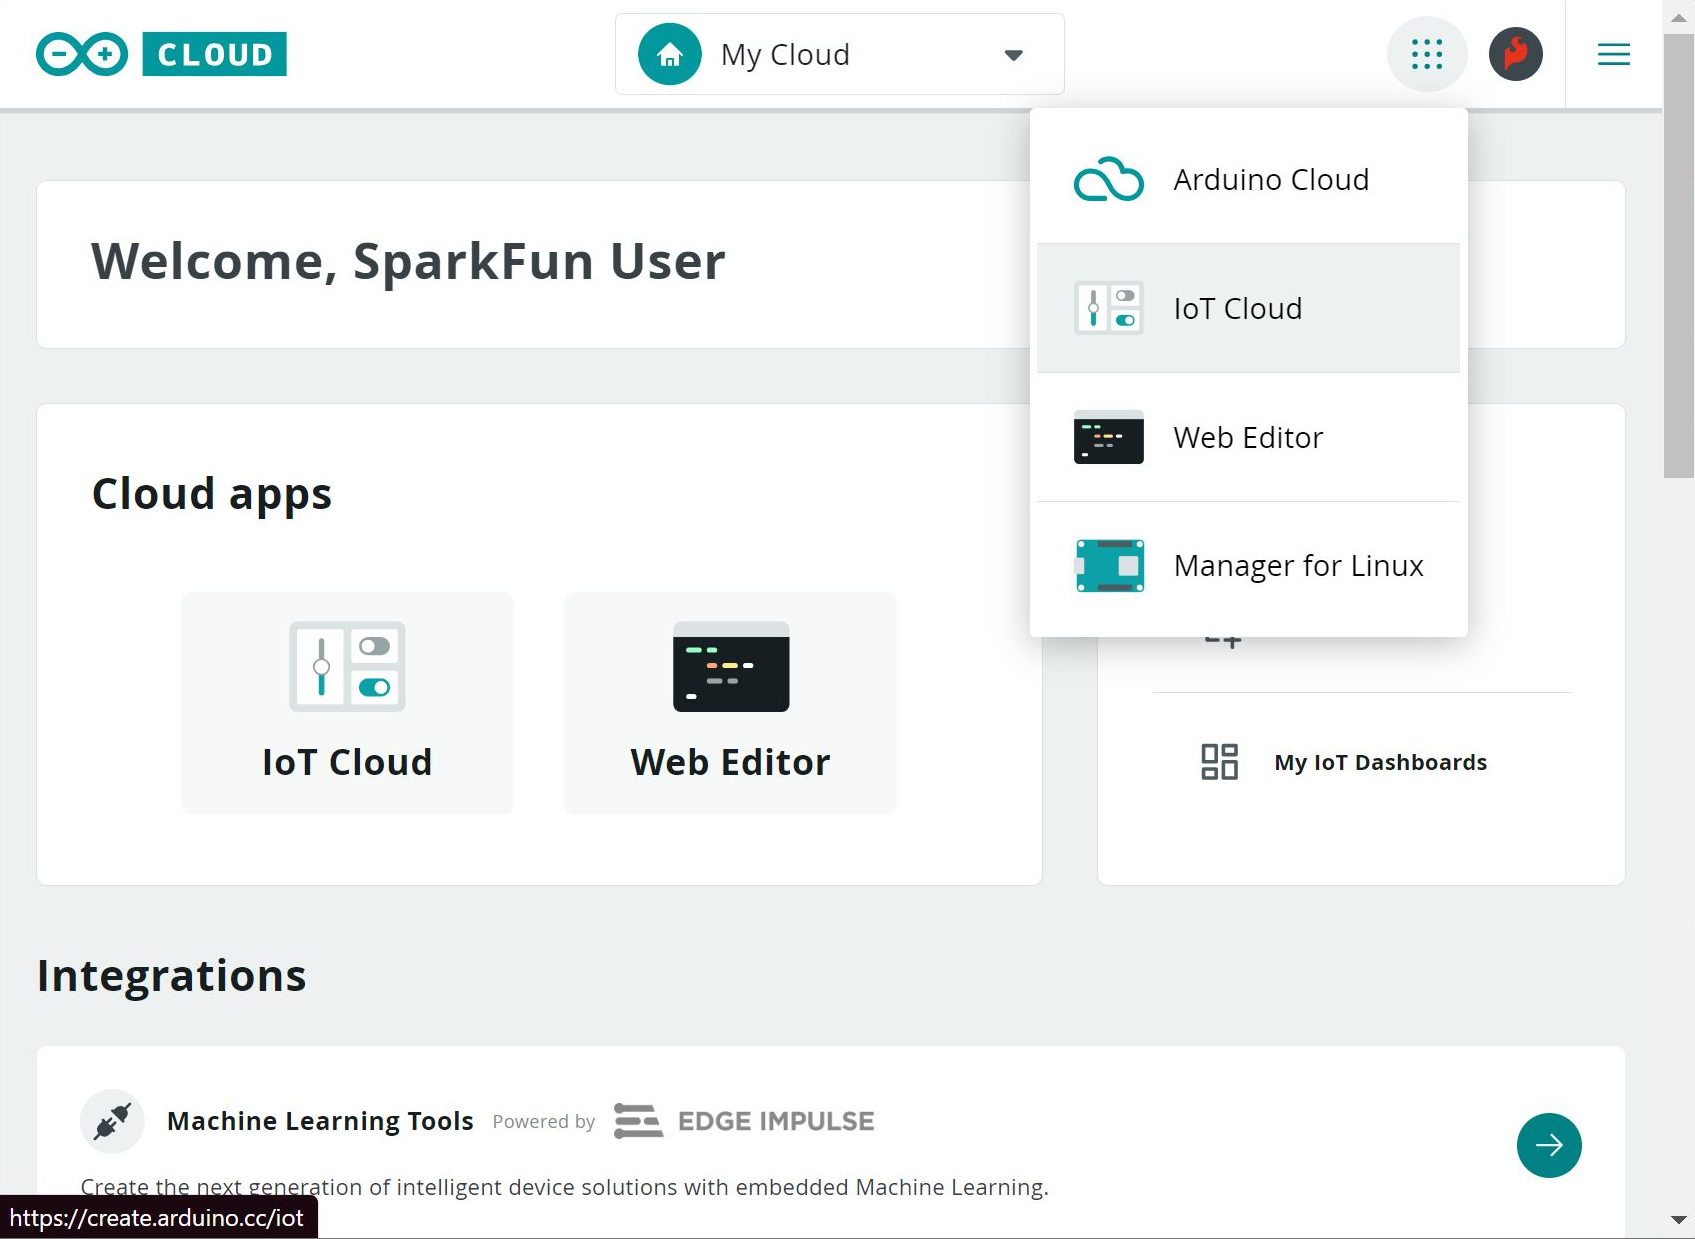 CLOUD
My Cloud
Arduino Cloud
Welcome, SparkFun User
IoT Cloud
Web Editor
Cloud apps
Manager for Linux
IoT Cloud
Web Editor
My IoT Dashboards
Integrations
Machine Learning Tools Powered by EDGE IMPULSE
Create the next generation of intelligent device solutions with embedded Machine Learning.
https://create.arduino.cc/iot